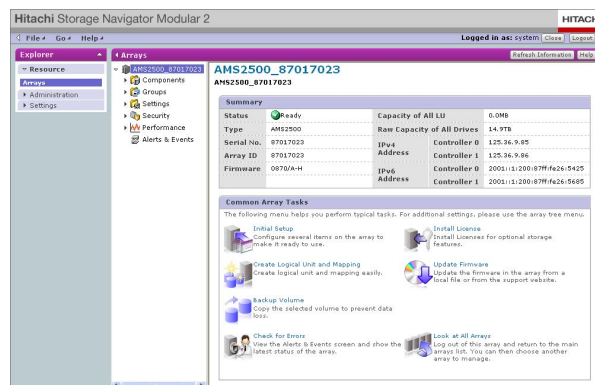 Hitachi Storage Navigator Modular 2
HITACH
File Go Help
Logged in as: system Close Logout
Explorer
Arrays
Refresh Information Help
Resource
Arrays
Administration
Settings
AMS2500_87017023
Components
Groups
Settings
Security
Performance
Alerts & Events
AMS2500_87017023
AMS2500_87017023
Summary
Status Ready Capacity of All LU 0.0MB
Type AMS2500 Raw Capacity of All Drives 14.9TB
Serial No. 87017023 IPv4 Address Controller 0 125.36.9.85
Array ID 87017023 Controller 1 125.36.9.86
Firmware 0870/A-H IPv6 Address Controller 0 2001::1:200:87ff:fe26:5425
Controller 1 2001::1:200:87ff:fe26:5685
Common Array Tasks
The following menu helps you perform typical tasks. For additional settings, please use the array tree menu.
Initial Setup
Configure several items on the array to
make it ready to use.
Install License
Install Licenses for optional storage
features.
Create Logical Unit and Mapping
Create logical unit and mapping easily.
Update Firmware
Update the firmware in the array from a
local file or from the support website.
Backup Volume
Copy the selected volume to prevent data
loss.
Check for Errors
View the Alerts & Events screen and show the
latest status of the array.
Look at All Arrays
Log out of this array and return to the main
arrays list. You can then choose another
array to manage.